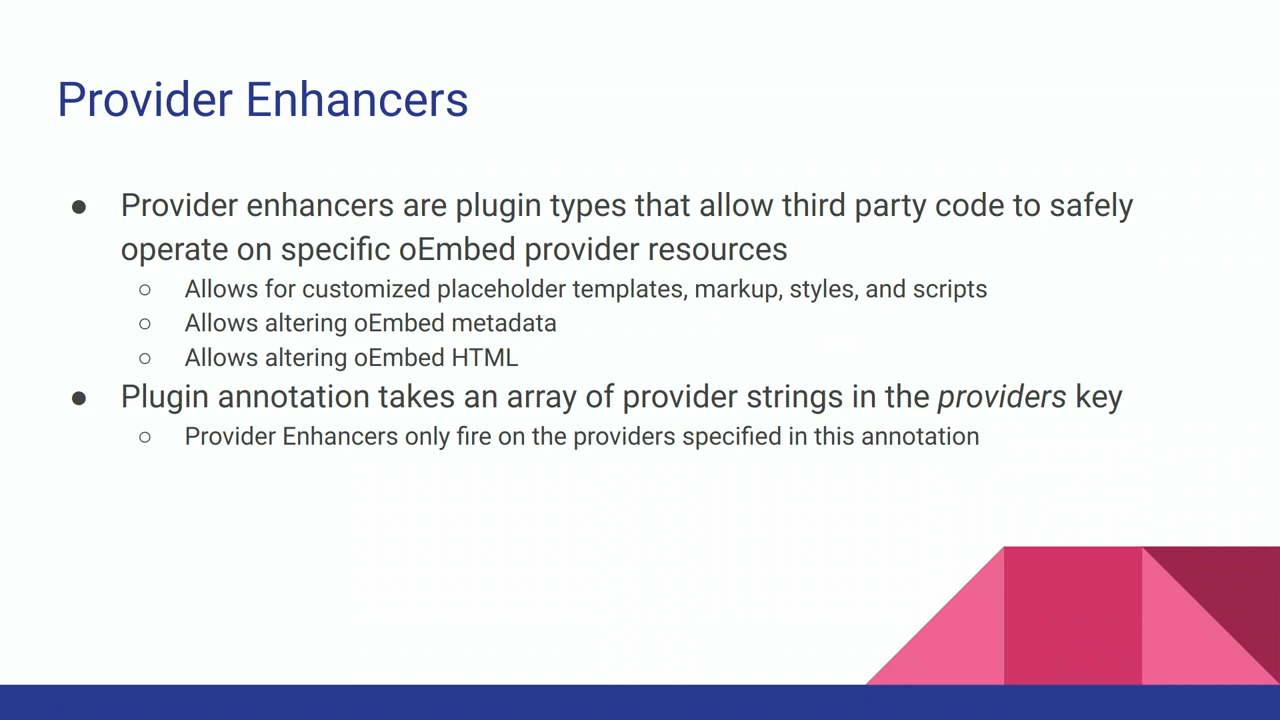 Provider Enhancers
● Provider enhancers are plugin types that allow third party code to safely
operate on specific oEmbed provider resources
○ Allows for customized placeholder templates, markup, styles, and scripts
○ Allows altering oEmbed metadata
○ Allows altering oEmbed HTML
● Plugin annotation takes an array of provider strings in the providers key
○ Provider Enhancers only fire on the providers specified in this annotation